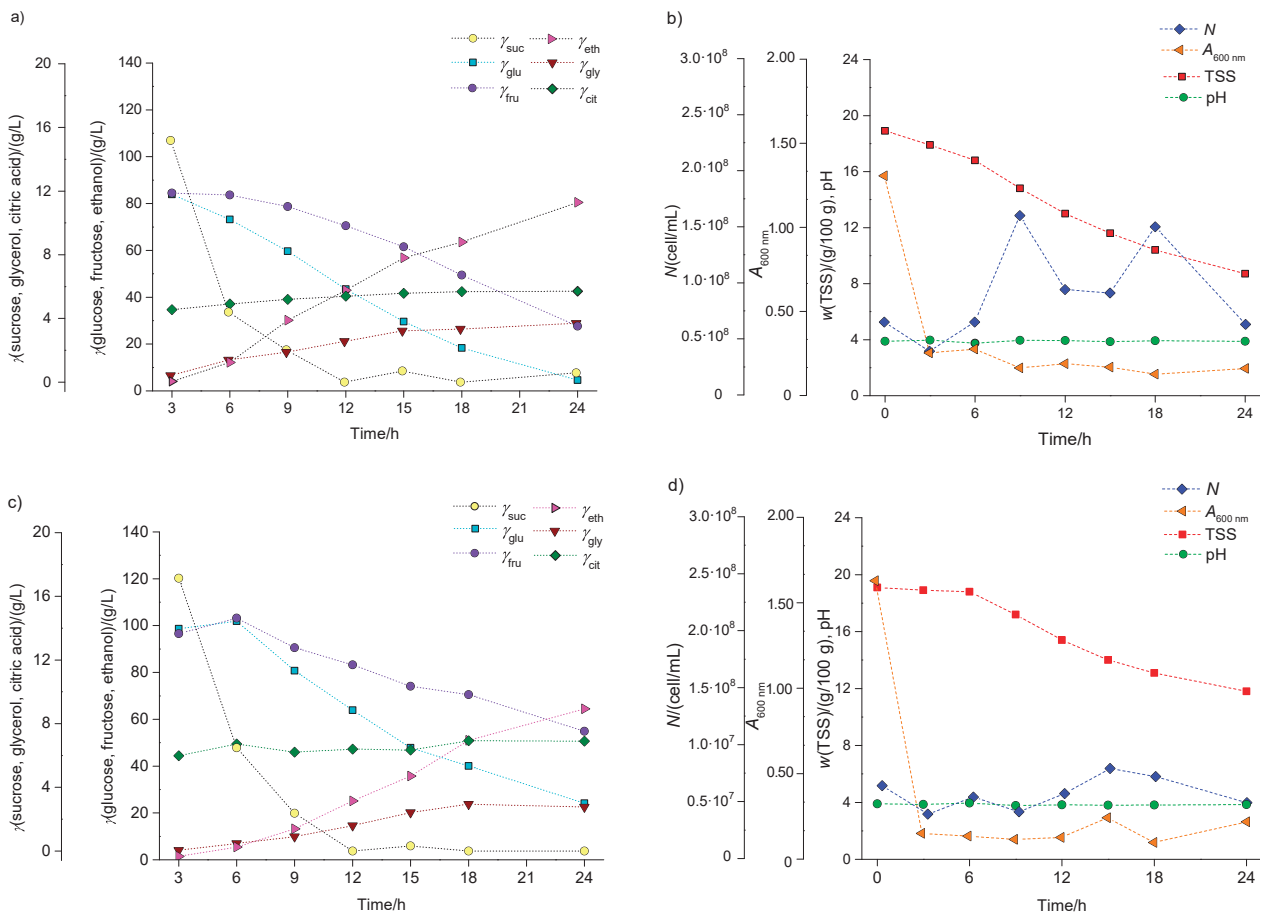 a)
γsuc
γeth
γglu
γgly
γfru
γcit
20
16
12
8
4
0
γ(sucrose, glycerol, citric acid)/(g/L)
140
120
100
80
60
40
20
0
γ(glucose, fructose, ethanol)/(g/L)
3 6 9 12 15 18 21 24
Time/h
b)
N
A600 nm
TSS
pH
3.0·10⁸
2.5·10⁸
2.0·10⁸
1.5·10⁸
1.0·10⁸
0.5·10⁸
0
N(cell/mL)
2.00
1.50
1.00
0.50
0.00
A600 nm
24
20
16
12
8
4
0
w(TSS)/(g/100 g), pH
0 6 12 18 24
Time/h
c)
γsuc
γeth
γglu
γgly
γfru
γcit
20
16
12
8
4
0
γ(sucrose, glycerol, citric acid)/(g/L)
140
120
100
80
60
40
20
0
γ(glucose, fructose, ethanol)/(g/L)
3 6 9 12 15 18 21 24
Time/h
d)
N
A600 nm
TSS
pH
3.0·10⁸
2.5·10⁸
2.0·10⁸
1.5·10⁸
1.0·10⁷
0.5·10⁷
0
N/(cell/mL)
2.00
1.50
1.00
0.50
0.00
A600 nm
24
20
16
12
8
4
0
w(TSS)/(g/100 g), pH
0 6 12 18 24
Time/h